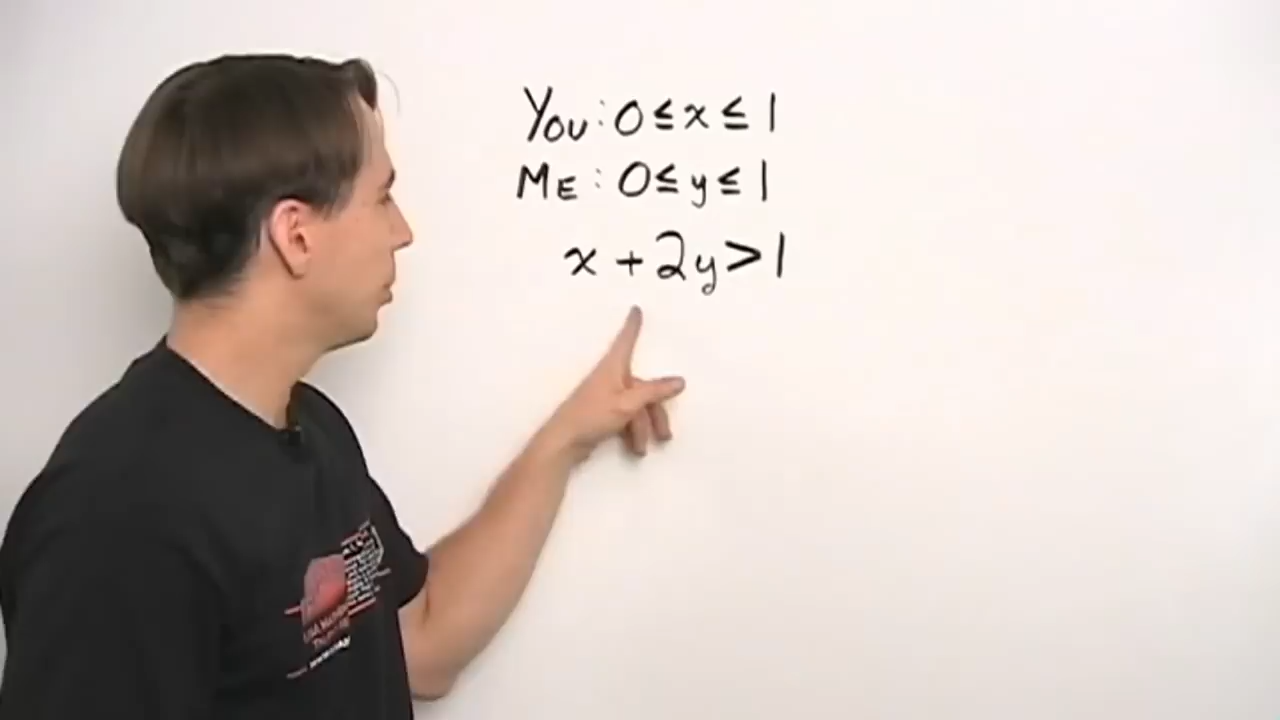 You: 0 ≤ x ≤ 1
ME: 0 ≤ y ≤ 1
x + 2y > 1